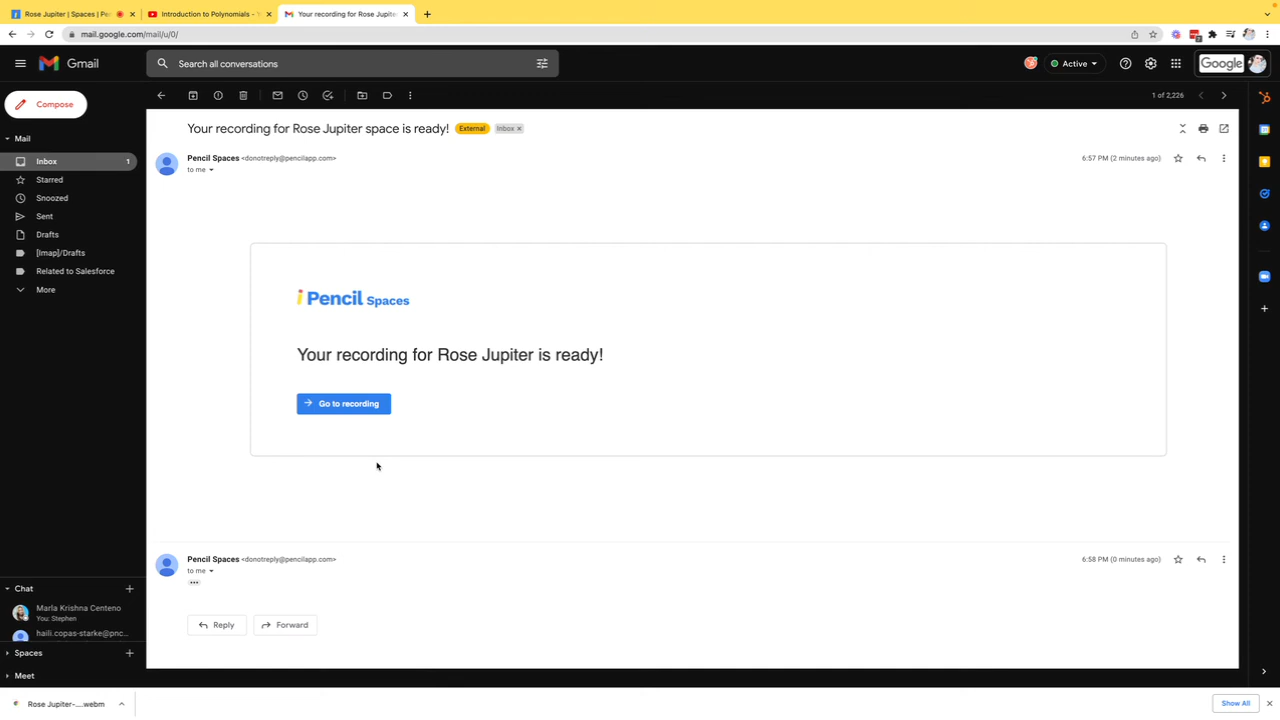 Rose Jupiter | Spaces | Pen
Introduction to Polynomials -
Your recording for Rose Jupite
mail.google.com/mail/u/0/
Gmail
Search all conversations
Active
Google
Compose
1 of 2,226
Mail
Inbox 1
Starred
Snoozed
Sent
Drafts
[Imap]/Drafts
Related to Salesforce
More
Your recording for Rose Jupiter space is ready! External Inbox ×
Pencil Spaces <donotreply@pencilapp.com>
6:57 PM (2 minutes ago)
to me
Pencil Spaces
Your recording for Rose Jupiter is ready!
Go to recording
Pencil Spaces <donotreply@pencilapp.com>
6:58 PM (0 minutes ago)
to me
Reply
Forward
Chat
Marla Krishna Centeno
You: Stephen
haili.copas-starke@pnc...
Spaces
Meet
Rose Jupiter-....webm
Show All